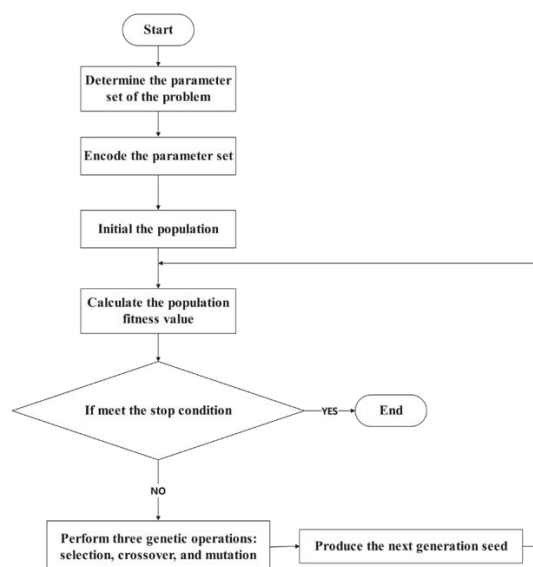 Start
Determine the parameter
set of the problem
Encode the parameter set
Initial the population
Calculate the population
fitness value
If meet the stop condition
YES
End
NO
Perform three genetic operations:
selection, crossover, and mutation
Produce the next generation seed